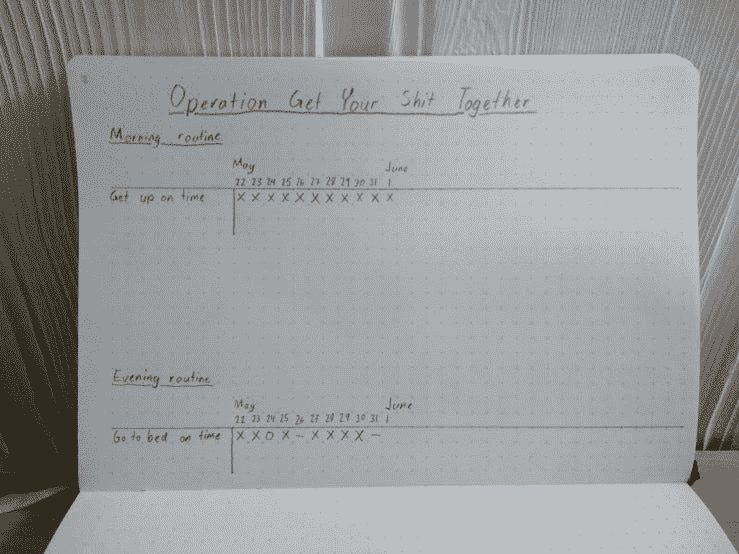 Operation Get Your Shit Together
Morning routine
May June
22 23 24 25 26 27 28 29 30 31 1
Get up on time X X X X X X X X X X X
Evening routine
May June
22 23 24 25 26 27 28 29 30 31 1
Go to bed on time X X O X – X X X X –